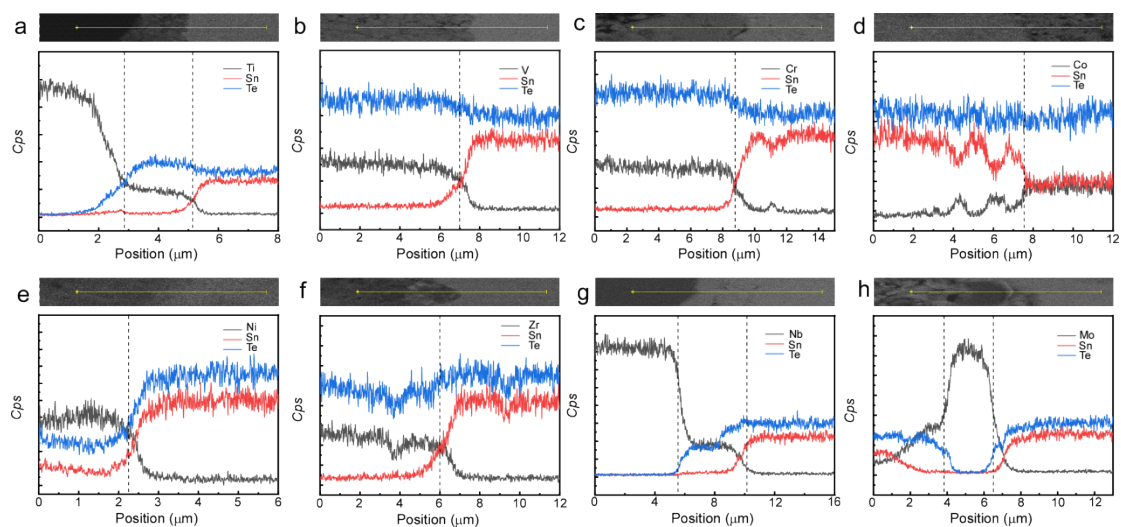 a
Ti
Sn
Te
Cps
0 2 4 6 8
Position (μm)
b
V
Sn
Te
Cps
0 2 4 6 8 10 12
Position (μm)
c
Cr
Sn
Te
Cps
0 3 6 9 12 15
Position (μm)
d
Co
Sn
Te
Cps
0 2 4 6 8 10 12
Position (μm)
e
Ni
Sn
Te
Cps
0 1 2 3 4 5 6
Position (μm)
f
Zr
Sn
Te
Cps
0 2 4 6 8 10 12
Position (μm)
g
Nb
Sn
Te
Cps
0 4 8 12 16
Position (μm)
h
Mo
Sn
Te
Cps
0 2 4 6 8 10 12
Position (μm)